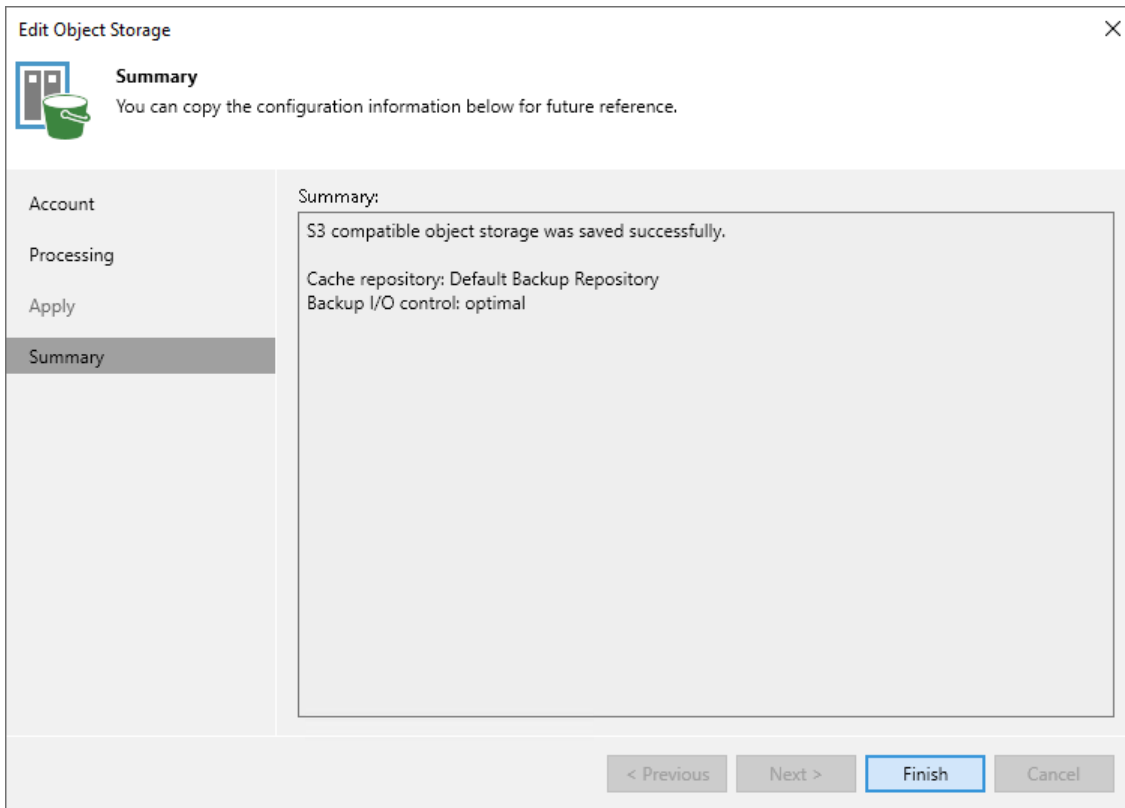 Edit Object Storage
Summary
You can copy the configuration information below for future reference.
Account
Processing
Apply
Summary
Summary:
S3 compatible object storage was saved successfully.
Cache repository: Default Backup Repository
Backup I/O control: optimal
< Previous
Next >
Finish
Cancel